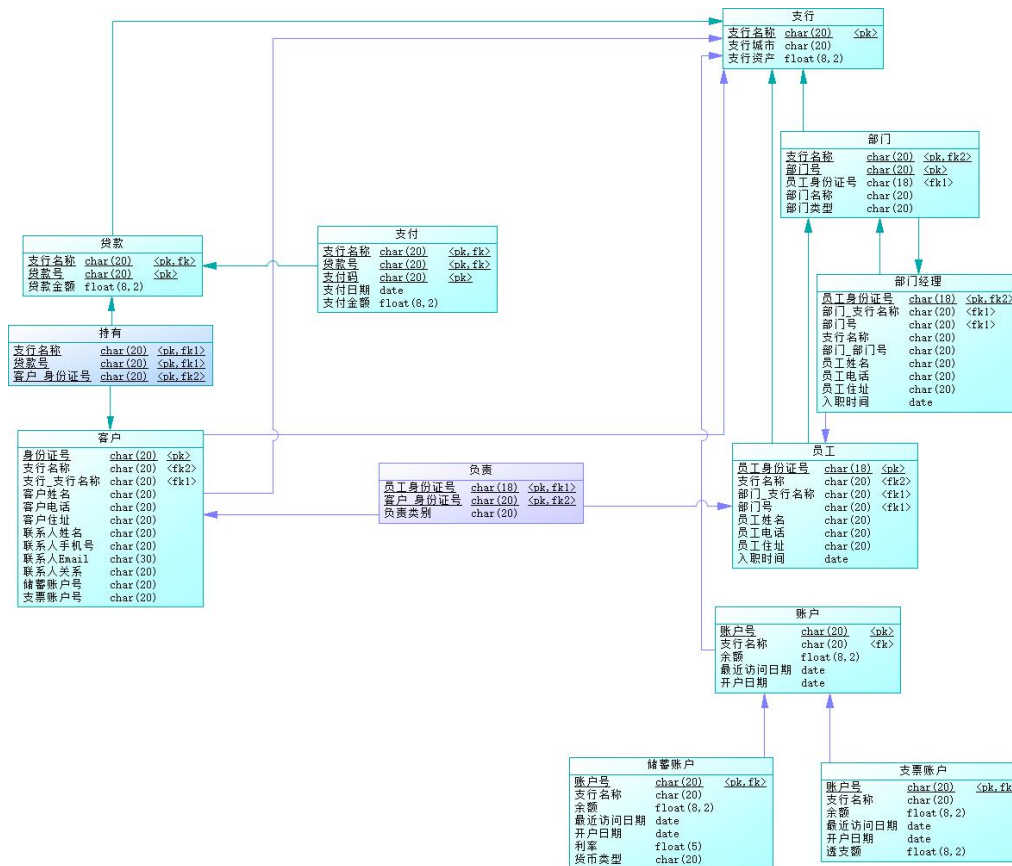 支行
支行名称 char(20) <pk>
支行城市 char(20)
支行资产 float(8,2)
部门
支行名称 char(20) <pk,fk2>
部门号 char(20) <pk>
员工身份证号 char(18) <fk1>
部门名称 char(20)
部门类型 char(20)
贷款
支行名称 char(20) <pk,fk>
贷款号 char(20) <pk>
贷款金额 float(8,2)
支付
支行名称 char(20) <pk,fk>
贷款号 char(20) <pk,fk>
支付码 char(20) <pk>
支付日期 date
支付金额 float(8,2)
部门经理
员工身份证号 char(18) <pk,fk2>
部门_支行名称 char(20) <fk1>
部门号 char(20) <fk1>
支行名称 char(20)
部门_部门号 char(20)
员工姓名 char(20)
员工电话 char(20)
员工住址 char(20)
入职时间 date
持有
支行名称 char(20) <pk,fk1>
贷款号 char(20) <pk,fk1>
客户_身份证号 char(20) <pk,fk2>
客户
身份证号 char(20) <pk>
支行名称 char(20) <fk2>
支行_支行名称 char(20) <fk1>
客户姓名 char(20)
客户电话 char(20)
客户住址 char(20)
联系人姓名 char(20)
联系人手机号 char(20)
联系人Email char(30)
联系人关系 char(20)
储蓄账户号 char(20)
支票账户号 char(20)
负责
员工身份证号 char(18) <pk,fk1>
客户_身份证号 char(20) <pk,fk2>
负责类别 char(20)
员工
员工身份证号 char(18) <pk>
支行名称 char(20) <fk2>
部门_支行名称 char(20) <fk1>
部门号 char(20) <fk1>
员工姓名 char(20)
员工电话 char(20)
员工住址 char(20)
入职时间 date
账户
账户号 char(20) <pk>
支行名称 char(20) <fk>
余额 float(8,2)
最近访问日期 date
开户日期 date
储蓄账户
账户号 char(20) <pk,fk>
支行名称 char(20)
余额 float(8,2)
最近访问日期 date
开户日期 date
利率 float(5)
货币类型 char(20)
支票账户
账户号 char(20) <pk,fk
支行名称 char(20)
余额 float(8,2)
最近访问日期 date
开户日期 date
透支额 float(8,2)